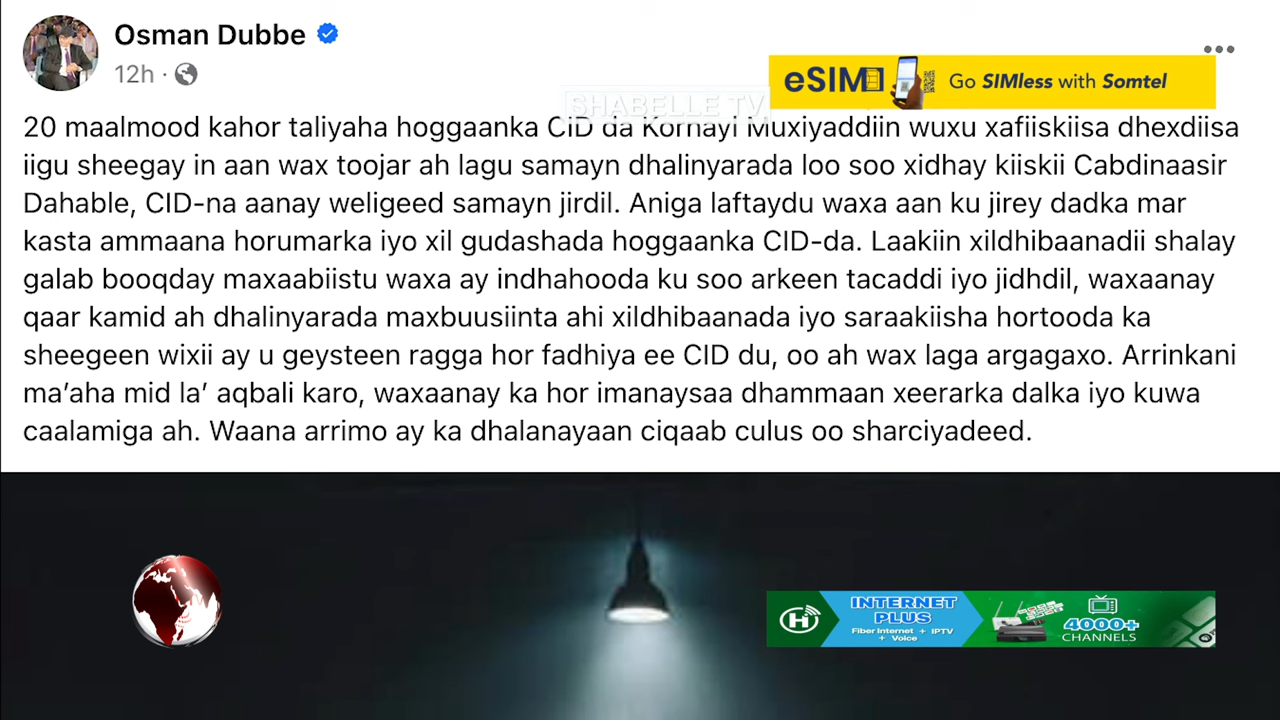 Osman Dubbe
12h
eSIM
Go SIMless with Somtel
SHABELLE TV
20 maalmood kahor taliyaha hoggaanka CID da Kornayl Muxiyaddiin wuxu xafiiskiisa dhexdiisa
iigu sheegay in aan wax toojar ah lagu samayn dhalinyarada loo soo xidhay kiiskii Cabdinaasir
Dahable, CID-na aanay weligeed samayn jirdil. Aniga laftaydu waxa aan ku jirey dadka mar
kasta ammaana horumarka iyo xil gudashada hoggaanka CID-da. Laakiin xildhibaanadii shalay
galab booqday maxaabiistu waxa ay indhahooda ku soo arkeen tacaddi iyo jidhdil, waxaanay
qaar kamid ah dhalinyarada maxbuusiinta ahi xildhibaanada iyo saraakiisha hortooda ka
sheegeen wixii ay u geysteen ragga hor fadhiya ee CID du, oo ah wax laga argagaxo. Arrinkani
ma’aha mid la’ aqbali karo, waxaanay ka hor imanaysaa dhammaan xeerarka dalka iyo kuwa
caalamiga ah. Waana arrimo ay ka dhalanayaan ciqaab culus oo sharciyadeed.
INTERNET
PLUS
Fiber Internet + IPTV
+ Voice
4000+
CHANNELS